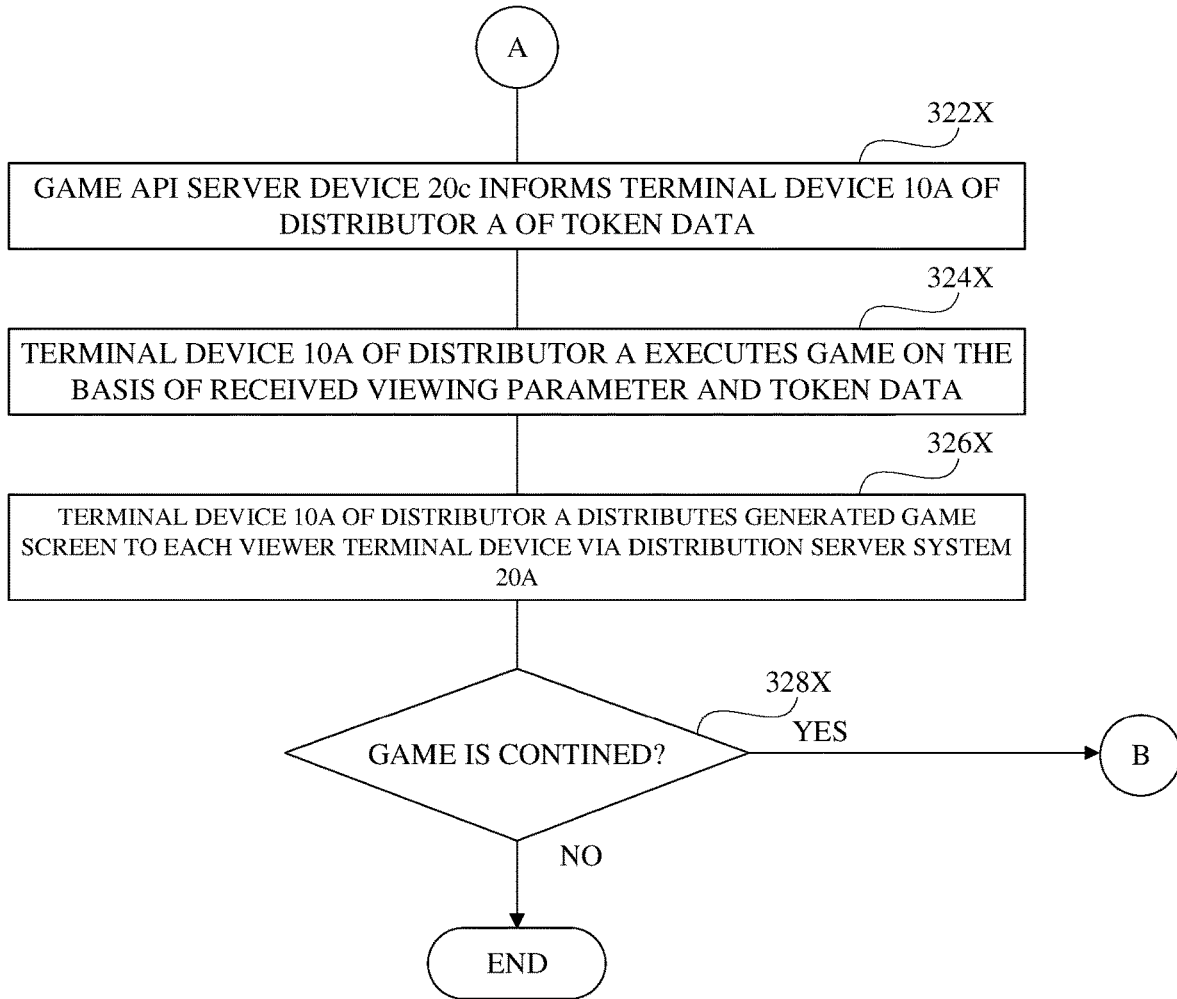 A
322X
GAME API SERVER DEVICE 20c INFORMS TERMINAL DEVICE 10A OF
DISTRIBUTOR A OF TOKEN DATA
324X
TERMINAL DEVICE 10A OF DISTRIBUTOR A EXECUTES GAME ON THE
BASIS OF RECEIVED VIEWING PARAMETER AND TOKEN DATA
326X
TERMINAL DEVICE 10A OF DISTRIBUTOR A DISTRIBUTES GENERATED GAME
SCREEN TO EACH VIEWER TERMINAL DEVICE VIA DISTRIBUTION SERVER SYSTEM
20A
328X
GAME IS CONTINED?
YES
B
NO
END